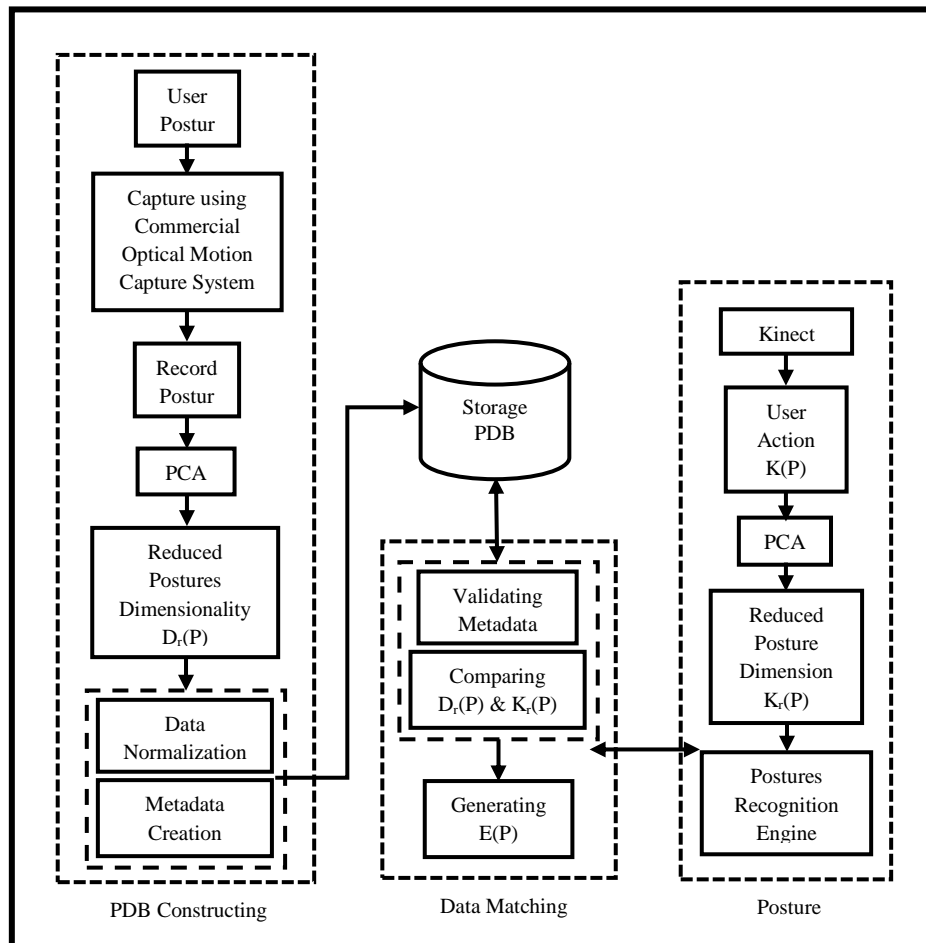 User
Postur
Capture using
Commercial
Optical Motion
Capture System
Record
Postur
PCA
Reduced
Postures
Dimensionality
Dr(P)
Data
Normalization
Metadata
Creation
PDB Constructing
Storage
PDB
Validating
Metadata
Comparing
Dr(P) & Kr(P)
Generating
E(P)
Data Matching
Kinect
User
Action
K(P)
PCA
Reduced
Posture
Dimension
Kr(P)
Postures
Recognition
Engine
Posture